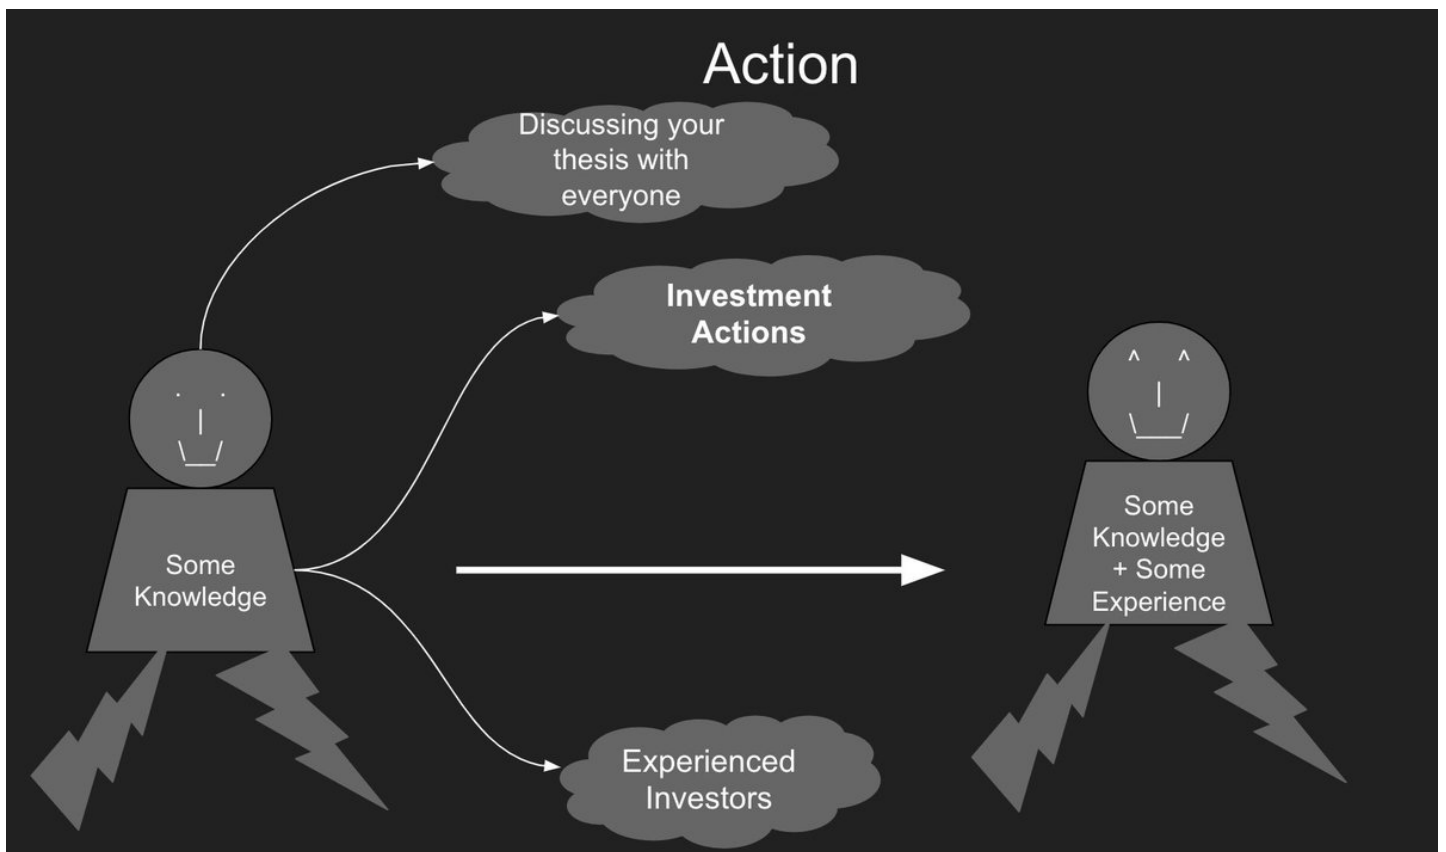 Action
Discussing your
thesis with
everyone
Investment
Actions
Some
Knowledge
Some
Knowledge
+ Some
Experience
Experienced
Investors